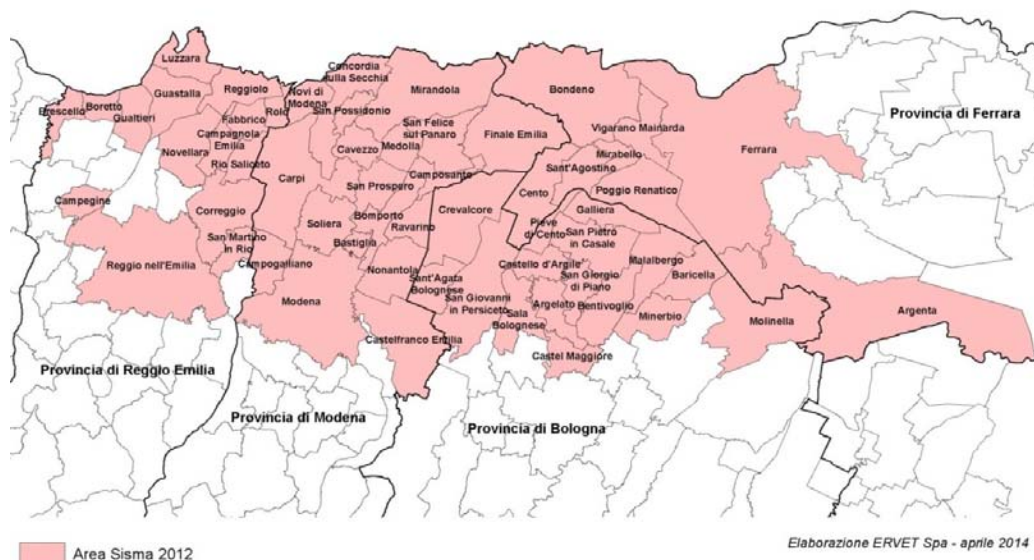 Luzzara
Concordia
sulla Secchia
Brescello
Boretto
Guastalla
Reggiolo
Novi di
Modena
Mirandola
Bondeno
Gualtieri
Rolo
San Possidonio
Fabbrico
Campagnola
Emilia
San Felice
sul Panaro
Finale Emilia
Provincia di Ferrara
Vigarano Mainarda
Novellara
Rio Saliceto
Cavezzo
Medolla
Mirabello
Ferrara
Carpi
Camposanto
Sant'Agostino
San Prospero
Cento
Poggio Renatico
Campegine
Correggio
Crevalcore
Galliera
Soliera
Bomporto
Ravarino
Pieve
di Cento
San Pietro
in Casale
San Martino
in Rio
Bastiglia
Reggio nell'Emilia
Campogalliano
Nonantola
Castello d'Argile
Malalbergo
Sant'Agata
Bolognese
San Giorgio
di Piano
Baricella
Modena
San Giovanni
in Persiceto
Argelato
Bentivoglio
Sala
Bolognese
Minerbio
Molinella
Argenta
Castelfranco Emilia
Castel Maggiore
Provincia di Reggio Emilia
Provincia di Modena
Provincia di Bologna
Area Sisma 2012
Elaborazione ERVET Spa - aprile 2014